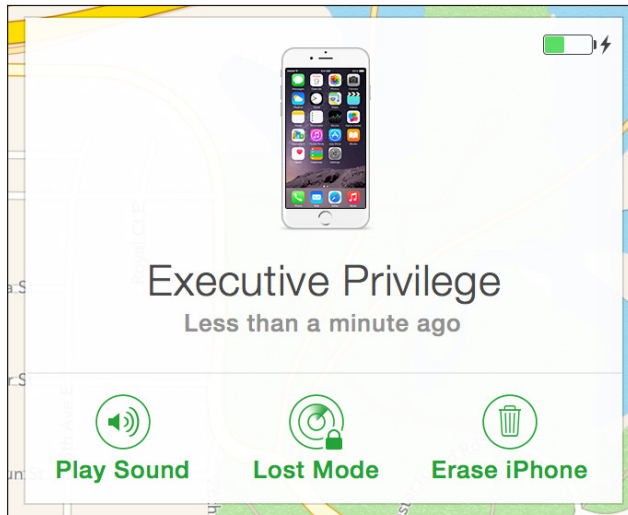 Executive Privilege
Less than a minute ago
Play Sound
Lost Mode
Erase iPhone